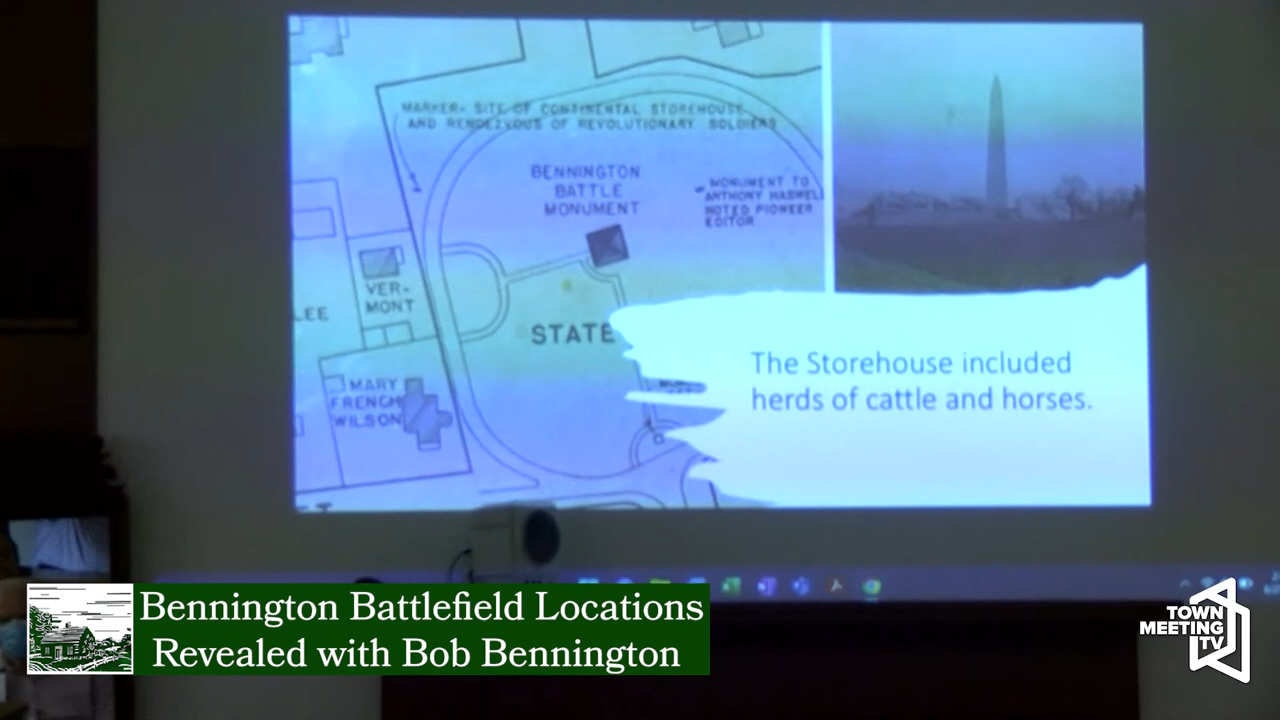 MARKER- SITE OF CONTINENTAL STOREHOUSE
AND RENDEZVOUS OF REVOLUTIONARY SOLDIERS
BENNINGTON
BATTLE
MONUMENT
MONUMENT TO
ANTHONY HASWELL
NOTED PIONEER
EDITOR
VER-
MONT
LEE
STATE
MARY
FRENCH
WILSON
The Storehouse included
herds of cattle and horses.
Bennington Battlefield Locations
Revealed with Bob Bennington
TOWN
MEETING
TV